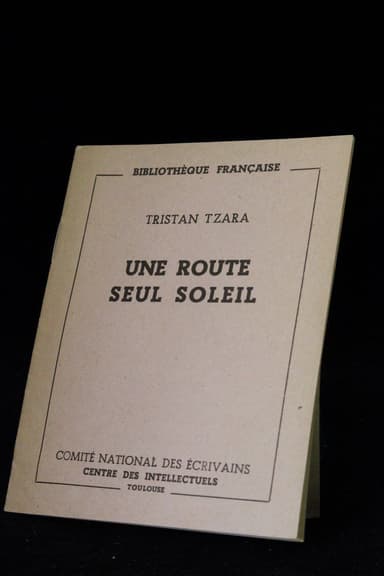 BIBLIOTHÈQUE FRANÇAISE
TRISTAN TZARA
UNE ROUTE
SEUL SOLEIL
COMITÉ NATIONAL DES ÉCRIVAINS
CENTRE DES INTELLECTUELS
TOULOUSE